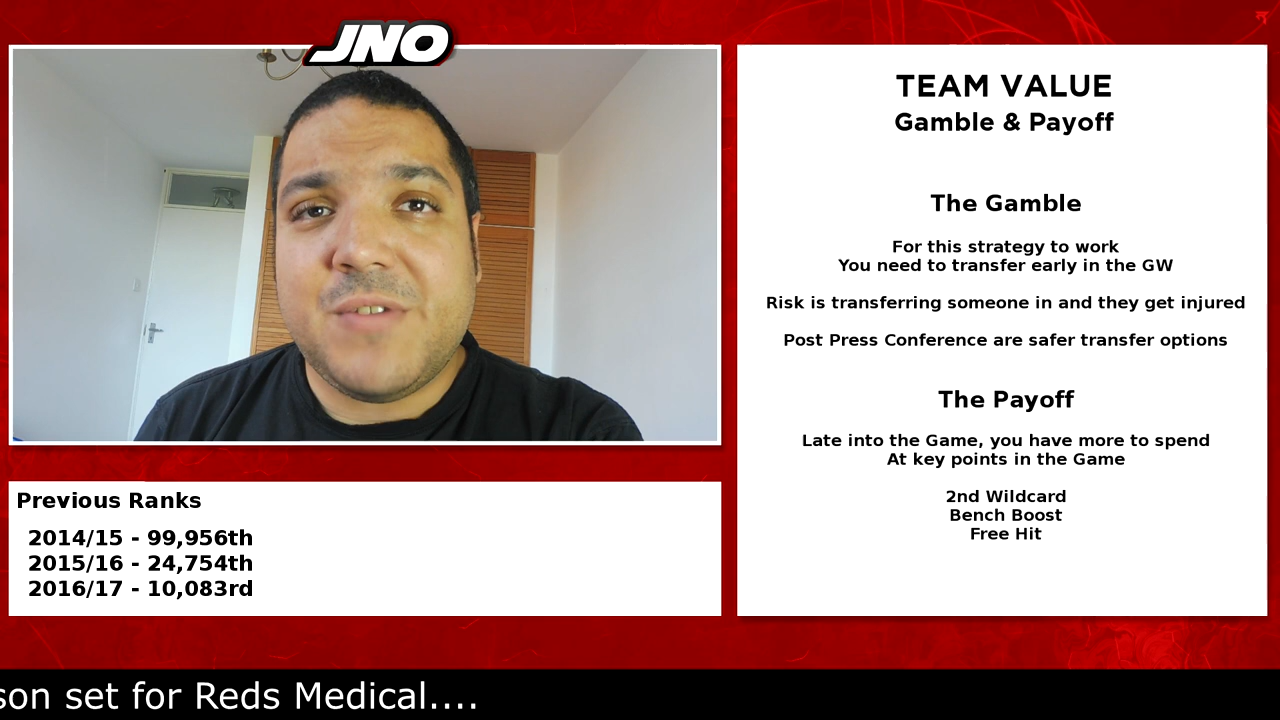 JNO
TEAM VALUE
Gamble & Payoff
The Gamble
For this strategy to work
You need to transfer early in the GW
Risk is transferring someone in and they get injured
Post Press Conference are safer transfer options
The Payoff
Late into the Game, you have more to spend
At key points in the Game
2nd Wildcard
Bench Boost
Free Hit
Previous Ranks
2014/15 - 99,956th
2015/16 - 24,754th
2016/17 - 10,083rd
son set for Reds Medical....